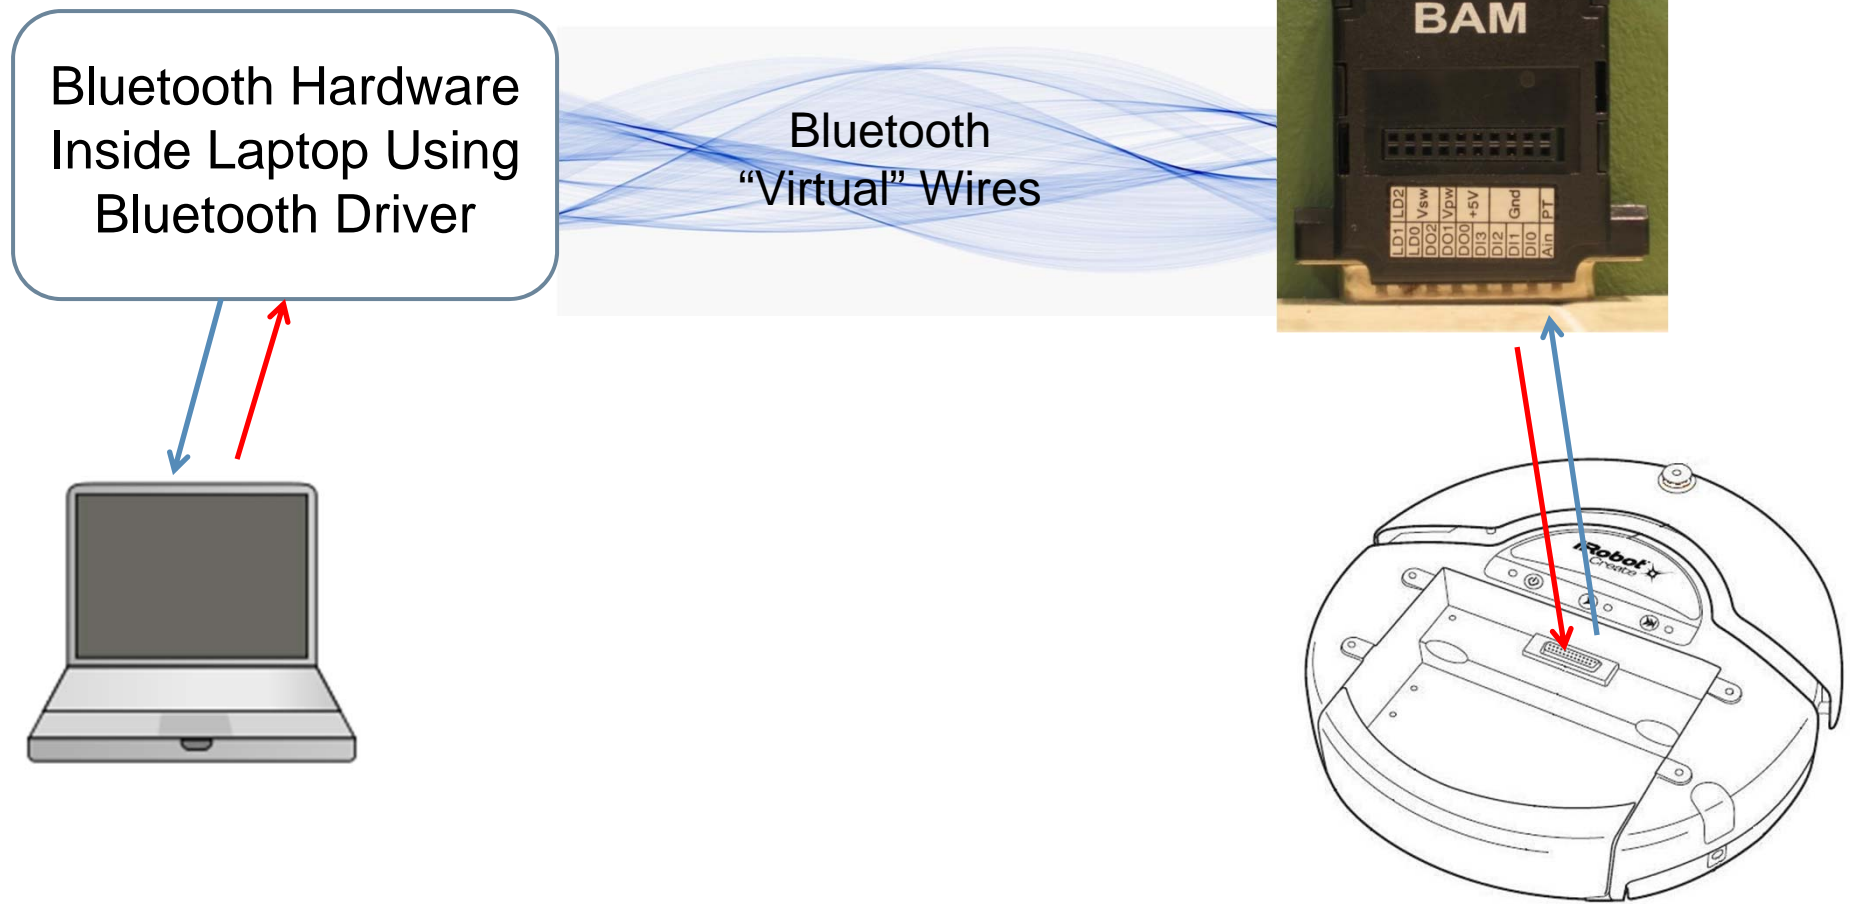 Bluetooth Hardware
Inside Laptop Using
Bluetooth Driver
Bluetooth
“Virtual” Wires
BAM
LD1 LD2
LD0 Vsw
DO2
DO1 Vpw
DO0 +5V
DI3
DI2
DI1 Gnd
DI0
Ain PT
iRobot
Create